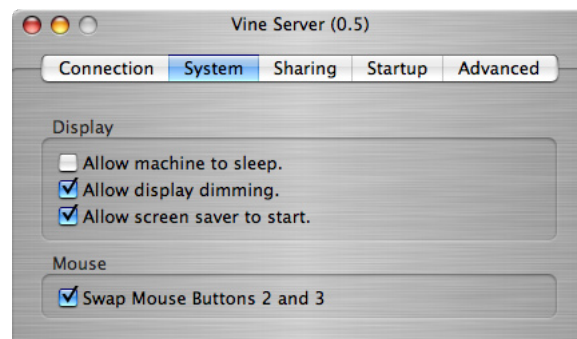 Vine Server (0.5)
Connection System Sharing Startup Advanced
Display
Allow machine to sleep.
Allow display dimming.
Allow screen saver to start.
Mouse
Swap Mouse Buttons 2 and 3